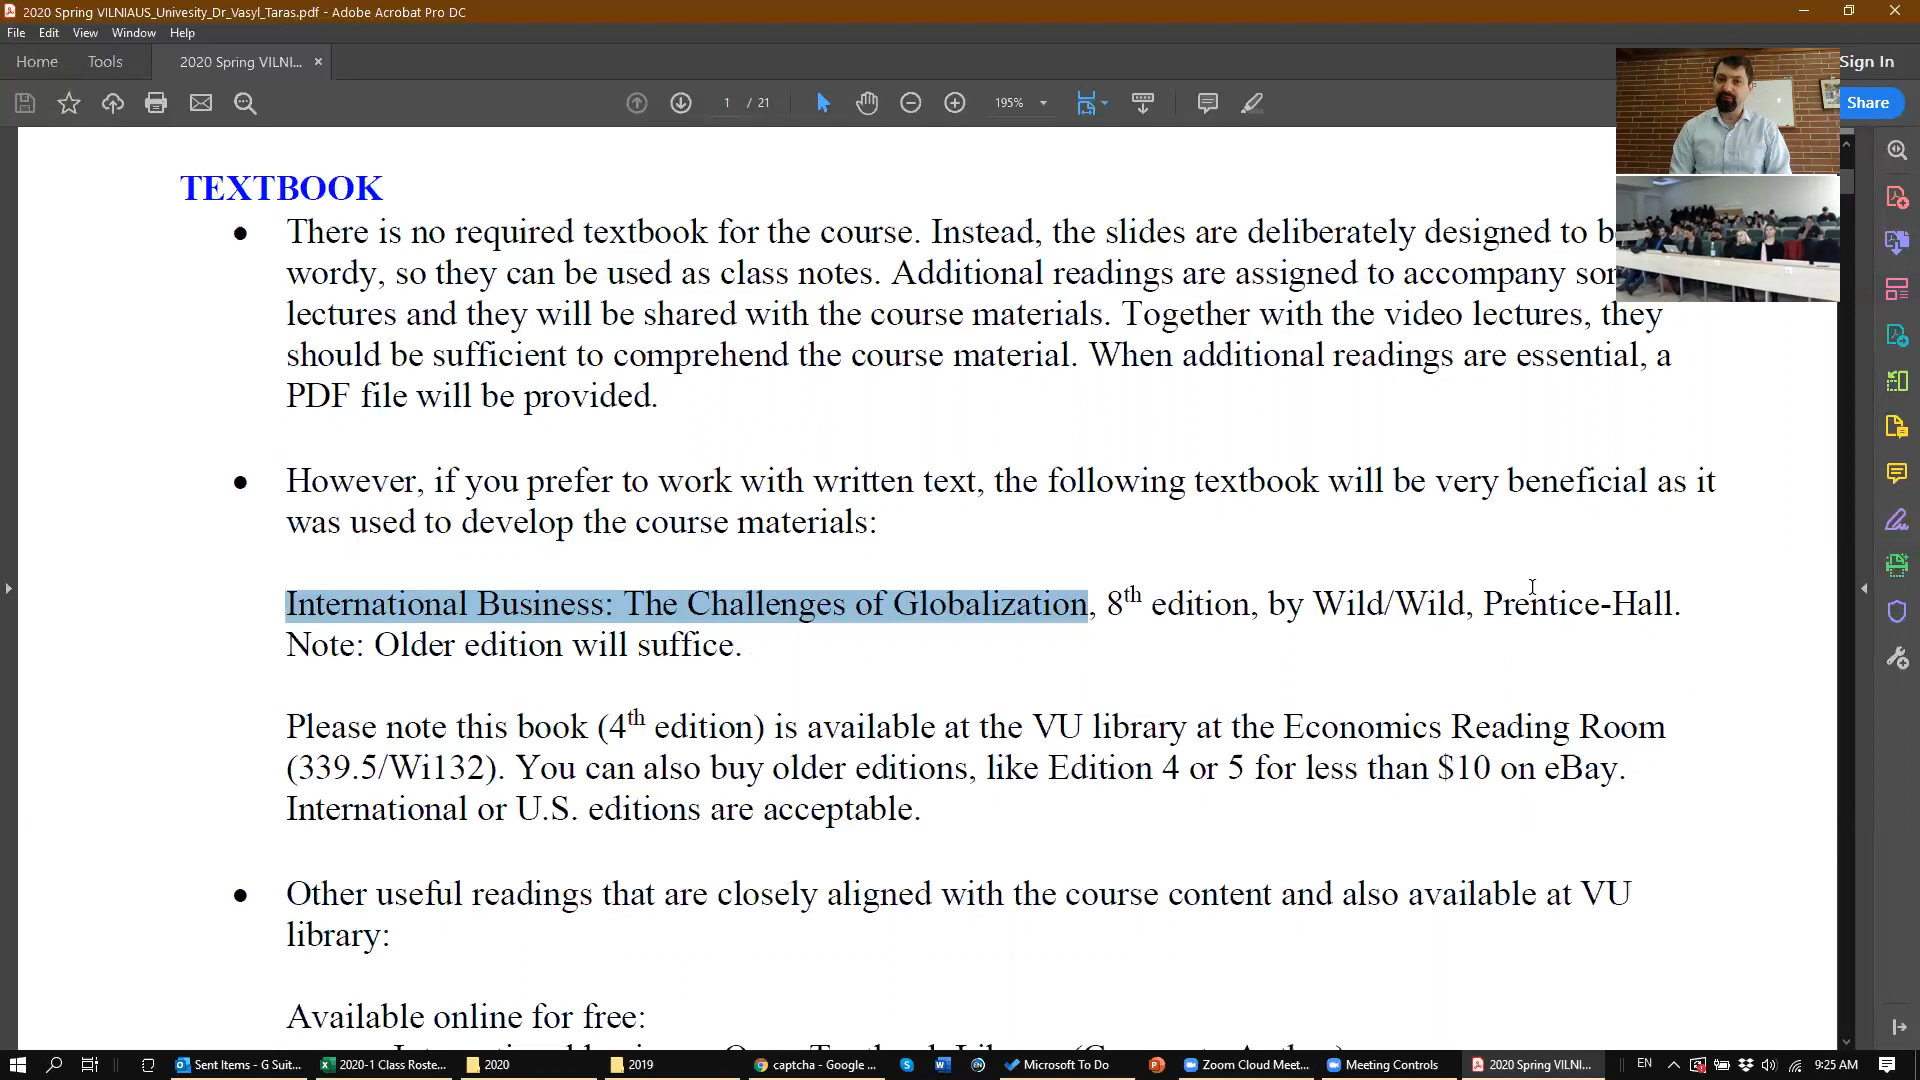 2020 Spring VILNIAUS_Univesity_Dr_Vasyl_Taras.pdf - Adobe Acrobat Pro DC
File Edit View Window Help
Home Tools 2020 Spring VILNI... × Sign In
1 / 21 195% Share
TEXTBOOK
● There is no required textbook for the course. Instead, the slides are deliberately designed to b
wordy, so they can be used as class notes. Additional readings are assigned to accompany
lectures and they will be shared with the course materials. Together with the video lectures, they
should be sufficient to comprehend the course material. When additional readings are essential, a
PDF file will be provided.
● However, if you prefer to work with written text, the following textbook will be very beneficial as it
was used to develop the course materials:
International Business: The Challenges of Globalization, 8th edition, by Wild/Wild, Prentice-Hall.
Note: Older edition will suffice.
Please note this book (4th edition) is available at the VU library at the Economics Reading Room
(339.5/Wi132). You can also buy older editions, like Edition 4 or 5 for less than $10 on eBay.
International or U.S. editions are acceptable.
● Other useful readings that are closely aligned with the course content and also available at VU
library:
Available online for free:
Sent Items - G Suit... 2020-1 Class Roste... 2020 2019 captcha - Google ... Microsoft To Do Zoom Cloud Meet... Meeting Controls 2020 Spring VILNI... EN 9:25 AM